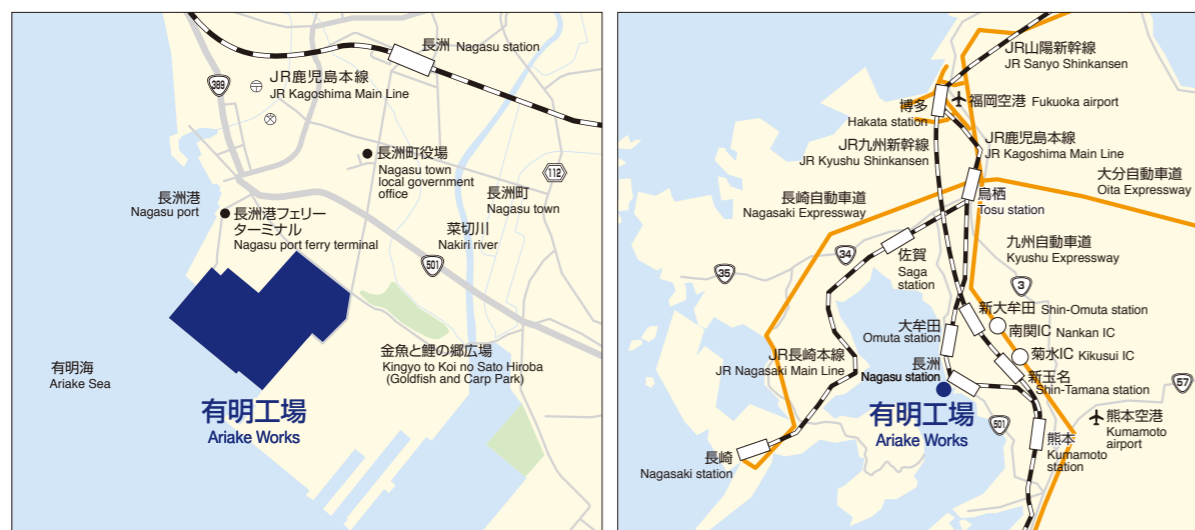 長洲 Nagasu station
389
JR鹿児島本線
JR Kagoshima Main Line
長洲町役場
Nagasu town
local government
office
112
長洲港
Nagasu port
長洲町
Nagasu town
長洲港フェリー
ターミナル
Nagasu port ferry terminal
菜切川
Nakiri river
501
有明海
Ariake Sea
金魚と鯉の郷広場
Kingyo to Koi no Sato Hiroba
(Goldfish and Carp Park)
有明工場
Ariake Works
JR山陽新幹線
JR Sanyo Shinkansen
博多
Hakata station
福岡空港 Fukuoka airport
JR九州新幹線
JR Kyushu Shinkansen
JR鹿児島本線
JR Kagoshima Main Line
長崎自動車道
Nagasaki Expressway
大分自動車道
Oita Expressway
鳥栖
Tosu station
34
35
佐賀
Saga
station
九州自動車道
Kyushu Expressway
3
新大牟田 Shin-Omuta station
大牟田
Omuta station
南関IC Nankan IC
菊水IC Kikusui IC
JR長崎本線
JR Nagasaki Main Line
長洲
Nagasu station
新玉名
Shin-Tamana station
57
有明工場
Ariake Works
501
熊本空港
Kumamoto
airport
熊本
Kumamoto
station
長崎
Nagasaki station